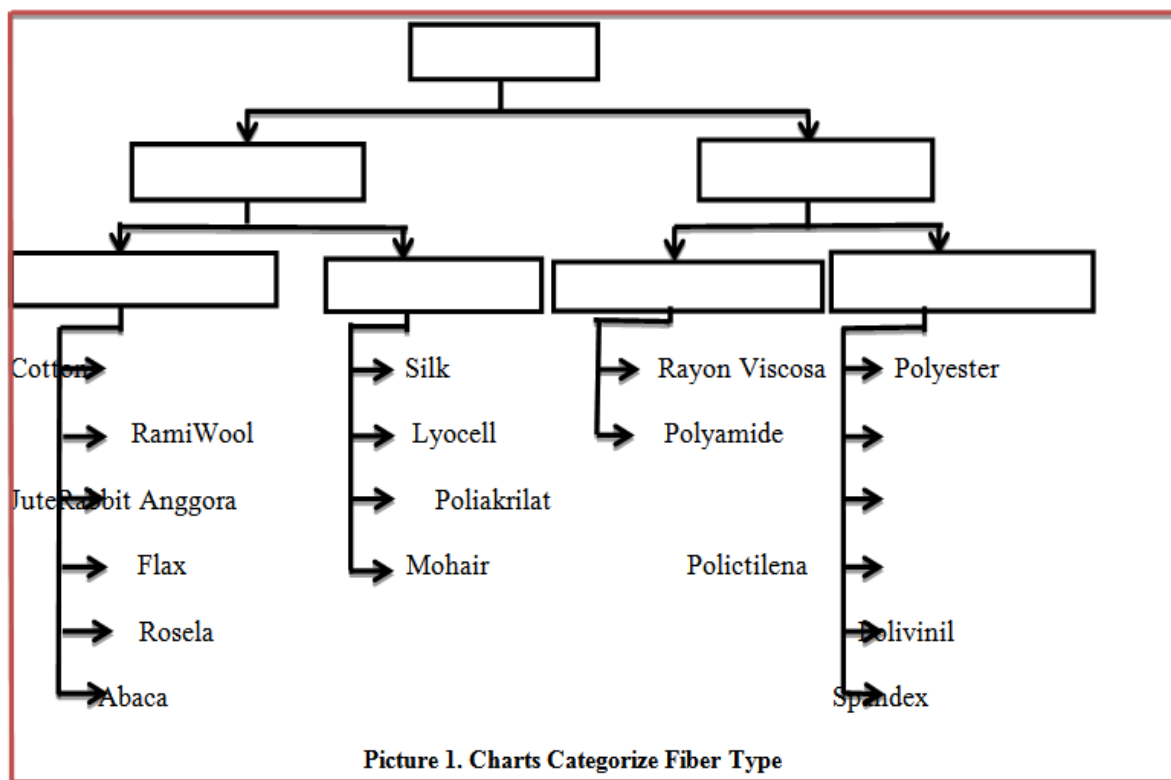 Cotton Silk Rayon Viscosa Polyester
RamiWool Lyocell Polyamide
JuteRabbit Anggora Poliakrilat
Flax Mohair Polictilena
Rosela Polivinil
Abaca Spandex
Picture 1. Charts Categorize Fiber Type